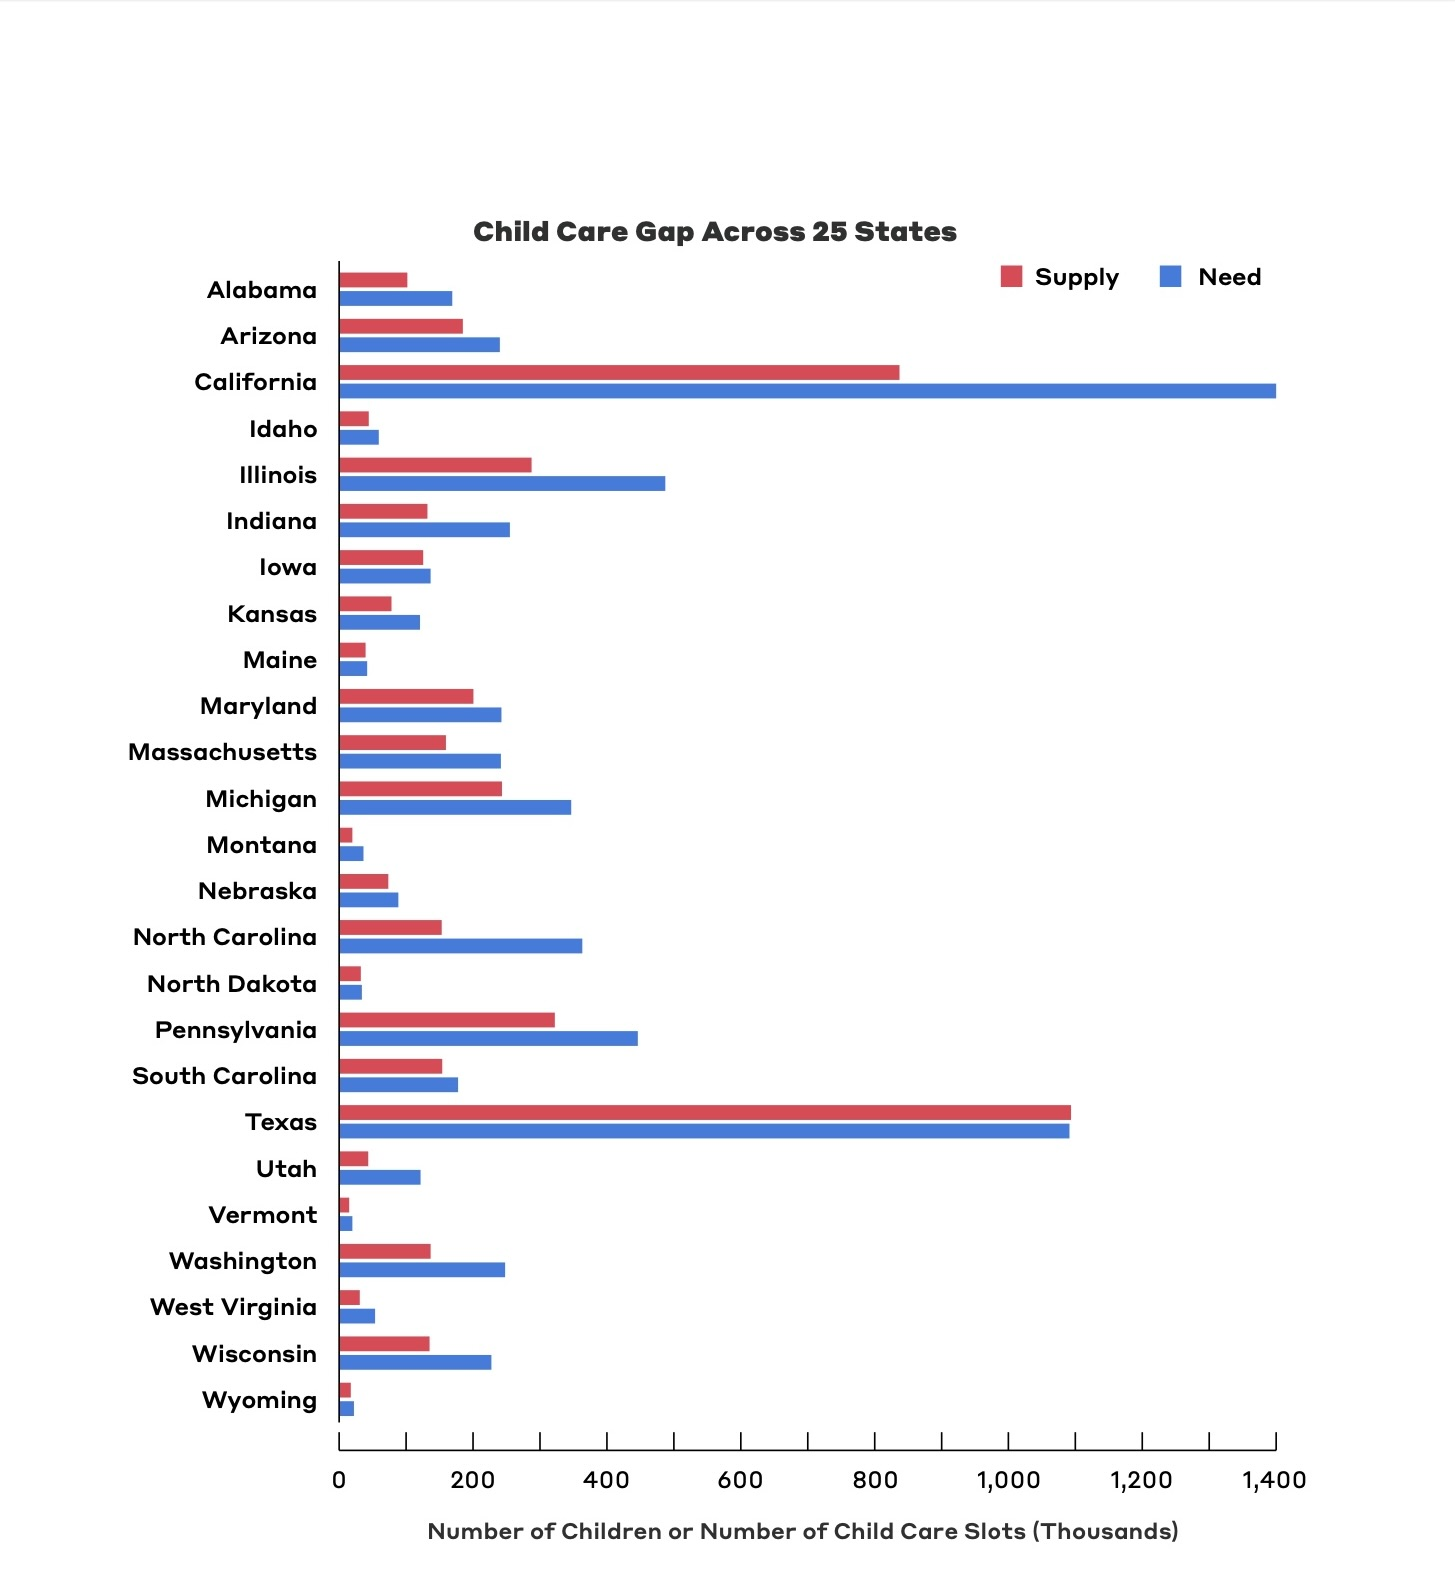 Child Care Gap Across 25 States
Supply Need
Alabama
Arizona
California
Idaho
Illinois
Indiana
Iowa
Kansas
Maine
Maryland
Massachusetts
Michigan
Montana
Nebraska
North Carolina
North Dakota
Pennsylvania
South Carolina
Texas
Utah
Vermont
Washington
West Virginia
Wisconsin
Wyoming
0 200 400 600 800 1,000 1,200 1,400
Number of Children or Number of Child Care Slots (Thousands)